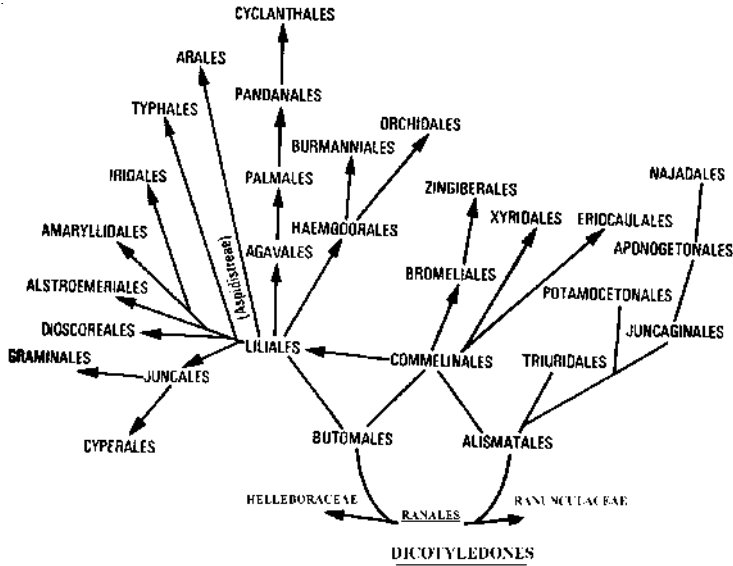 CYCLANTHALES
ARALES
PANDANALES
TYPHALES
ORCHIDALES
BURMANNIALES
IRIDALES
PALMALES
NAJADALES
ZINGIBERALES
XYRIDALES
ERIOCAULALES
AMARYLLIDALES
HAEMODORALES
AGAVALES
APONOGETONALES
(Aspidistreae)
BROMELIALES
ALSTROEMERIALES
POTAMOCETONALES
DIOSCOREALES
JUNCAGINALES
LILIALES
GRAMINALES
COMMELINALES
TRIURIDALES
JUNCALES
BUTOMALES
ALISMATALES
CYPERALES
HELLEBORACEAE
RANUNCULACEAE
RANALES
DICOTYLEDONES